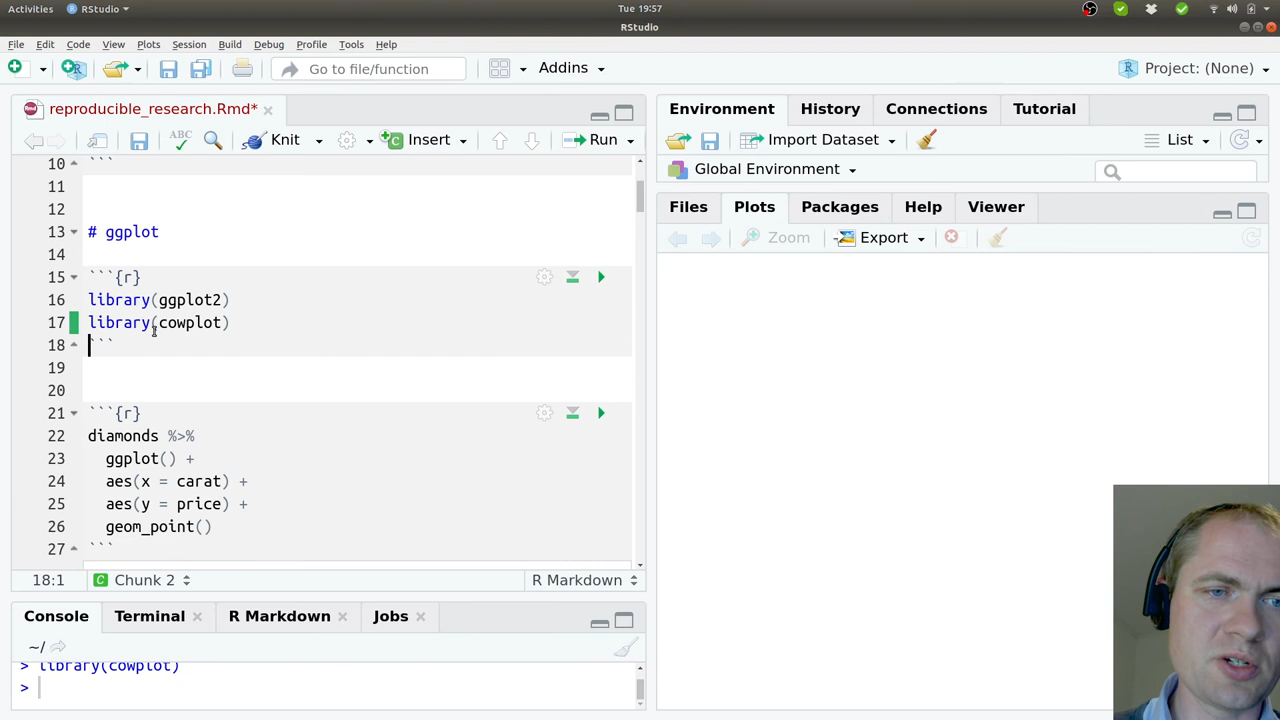 Activities RStudio Tue 19:57
RStudio
File Edit Code View Plots Session Build Debug Profile Tools Help
Go to file/function Addins Project: (None)
reproducible_research.Rmd*
Environment History Connections Tutorial
ABC Knit Insert Run
Import Dataset List
Global Environment
Files Plots Packages Help Viewer
Zoom Export
10 ```
11
12
13 # ggplot
14
15 ```{r}
16 library(ggplot2)
17 library(cowplot)
18 ```
19
20
21 ```{r}
22 diamonds %>%
23 ggplot() +
24 aes(x = carat) +
25 aes(y = price) +
26 geom_point()
27 ```
18:1 Chunk 2 R Markdown
Console Terminal R Markdown Jobs
~/
> library(cowplot)
>